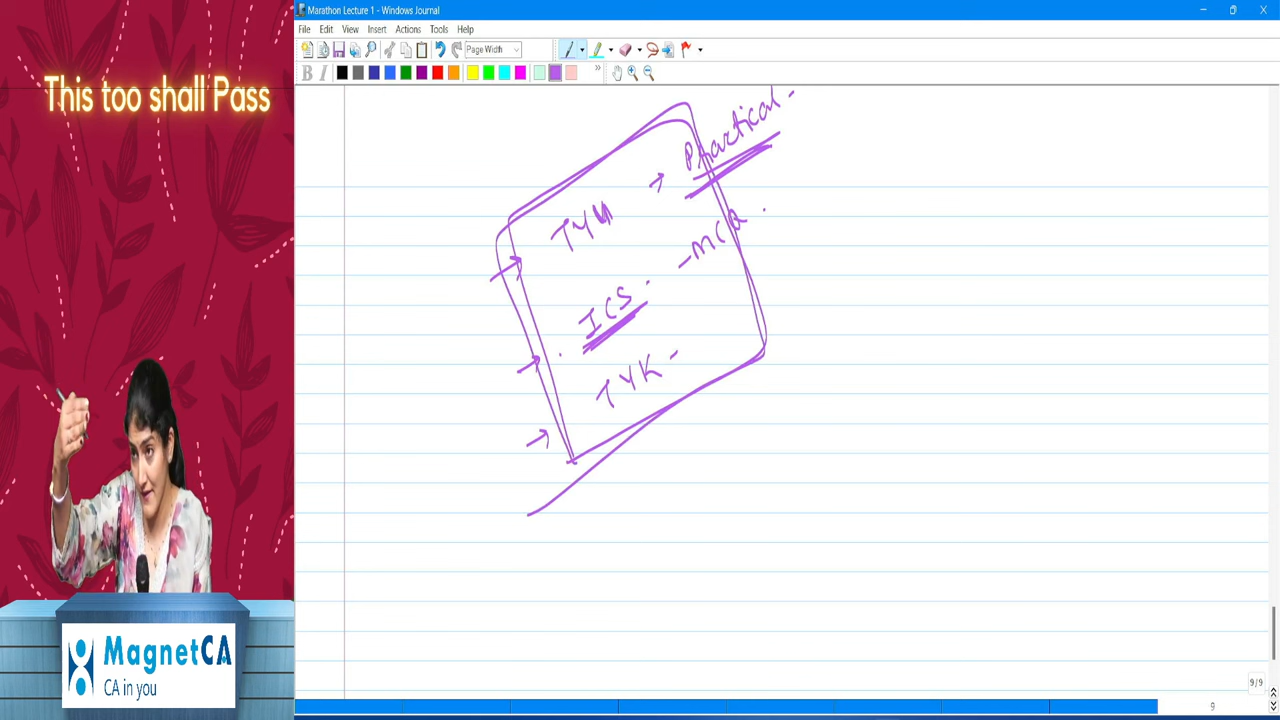 Marathon Lecture 1 - Windows Journal
File Edit View Insert Actions Tools Help
Page Width
This too shall Pass
→ Practical -
- MCQ .
ICS .
TYK -
MagnetCA
CA in you
9/9
9